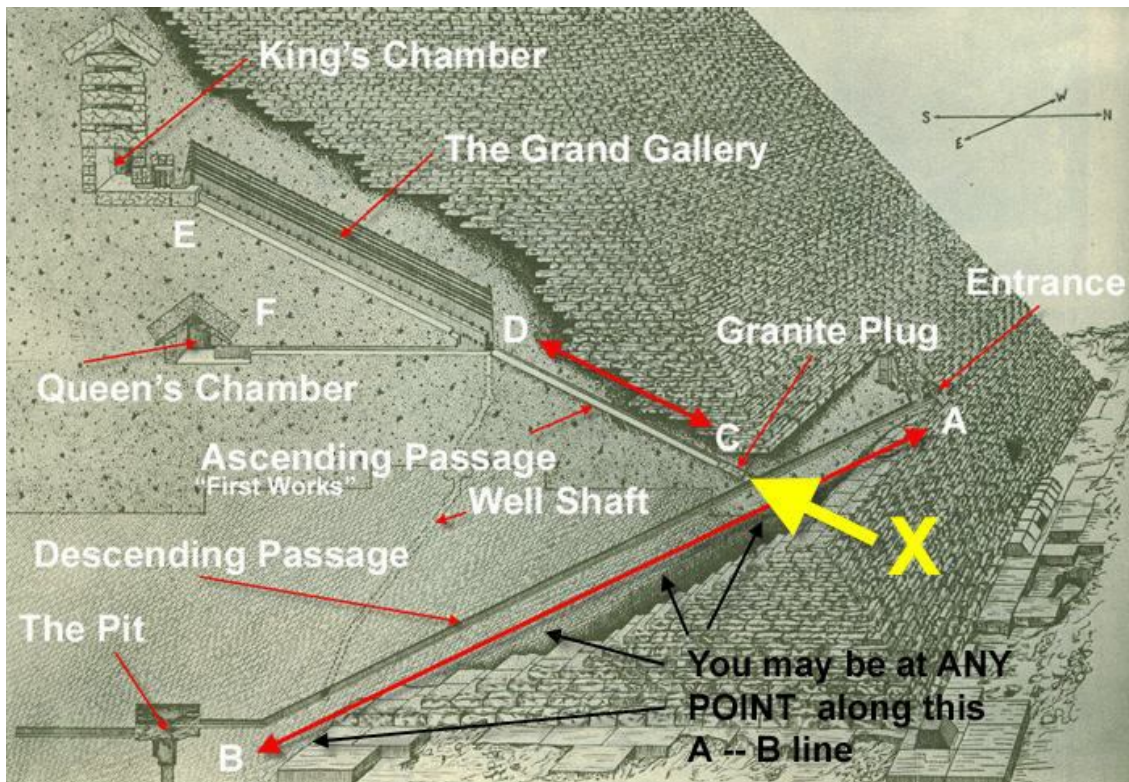 King's Chamber
The Grand Gallery
W
S
N
E
E
D
Entrance
F
Granite Plug
Queen's Chamber
A
C
Ascending Passage
"First Works"
Well Shaft
X
Descending Passage
The Pit
You may be at ANY
POINT along this
A -- B line
B